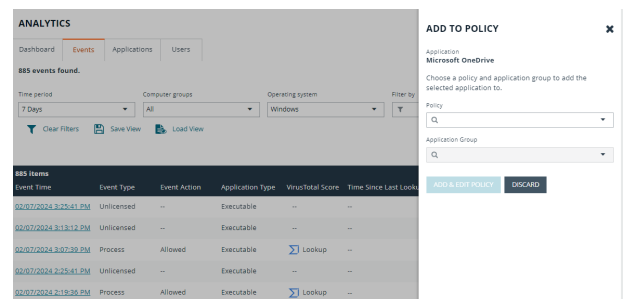 ANALYTICS
Dashboard Events Applications Users
885 events found.
Time period Computer groups Operating system Filter by
7 Days All Windows
Clear Filters Save View Load View
885 items
Event Time Event Type Event Action Application Type VirusTotal Score Time Since Last Looku
02/07/2024 3:25:41 PM Unlicensed -- Executable -- --
02/07/2024 3:13:12 PM Unlicensed -- Executable -- --
02/07/2024 3:07:39 PM Process Allowed Executable Lookup --
02/07/2024 2:25:41 PM Unlicensed -- Executable -- --
02/07/2024 2:19:36 PM Process Allowed Executable Lookup --
ADD TO POLICY
Application
Microsoft OneDrive
Choose a policy and application group to add the
selected application to.
Policy
Application Group
ADD & EDIT POLICY DISCARD